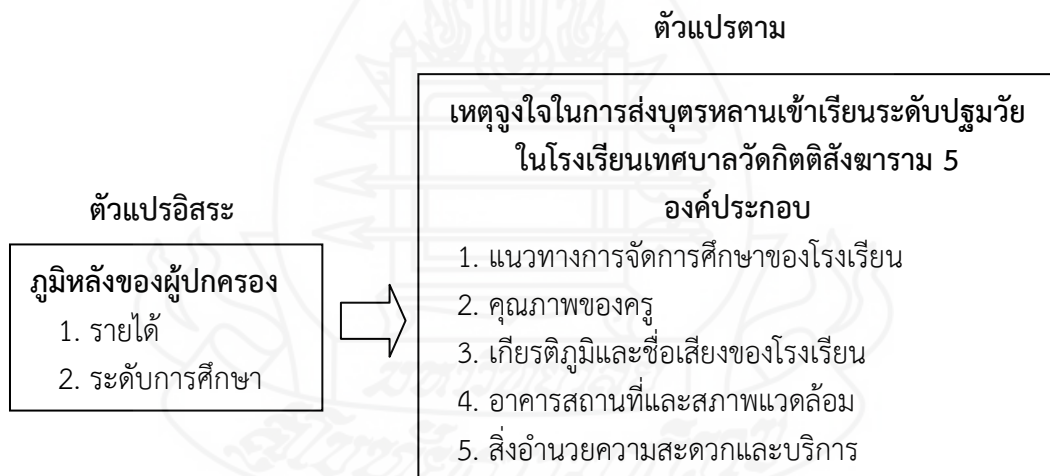 ตัวแปรตาม
เหตุจูงใจในการส่งบุตรหลานเข้าเรียนระดับปฐมวัย
ในโรงเรียนเทศบาลวัดกิตติสังฆาราม 5
องค์ประกอบ
1. แนวทางการจัดการศึกษาของโรงเรียน
2. คุณภาพของครู
3. เกียรติภูมิและชื่อเสียงของโรงเรียน
4. อาคารสถานที่และสภาพแวดล้อม
5. สิ่งอำนวยความสะดวกและบริการ
ตัวแปรอิสระ
ภูมิหลังของผู้ปกครอง
1. รายได้
2. ระดับการศึกษา